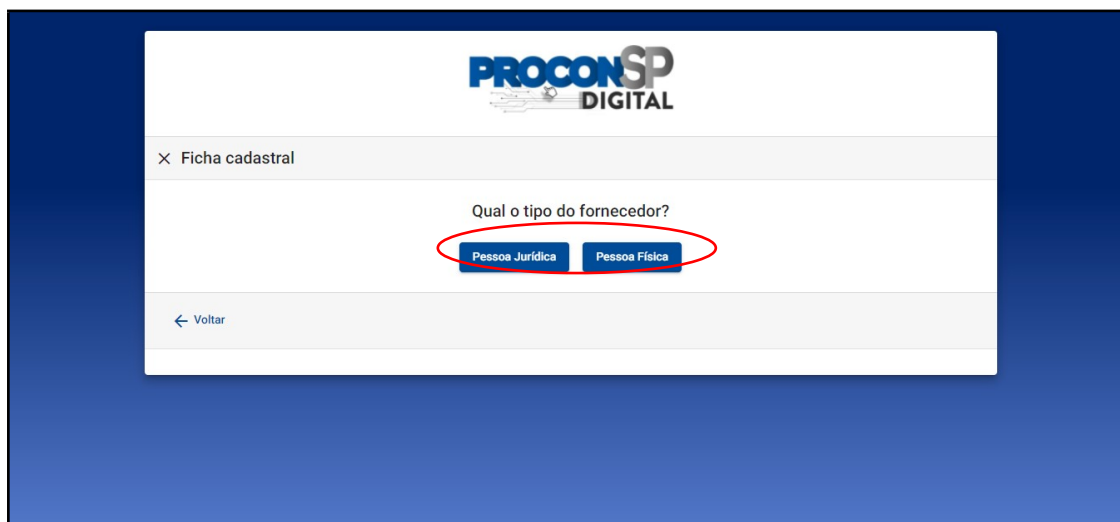 PROCONSP
DIGITAL
× Ficha cadastral
Qual o tipo do fornecedor?
Pessoa Jurídica Pessoa Física
← Voltar